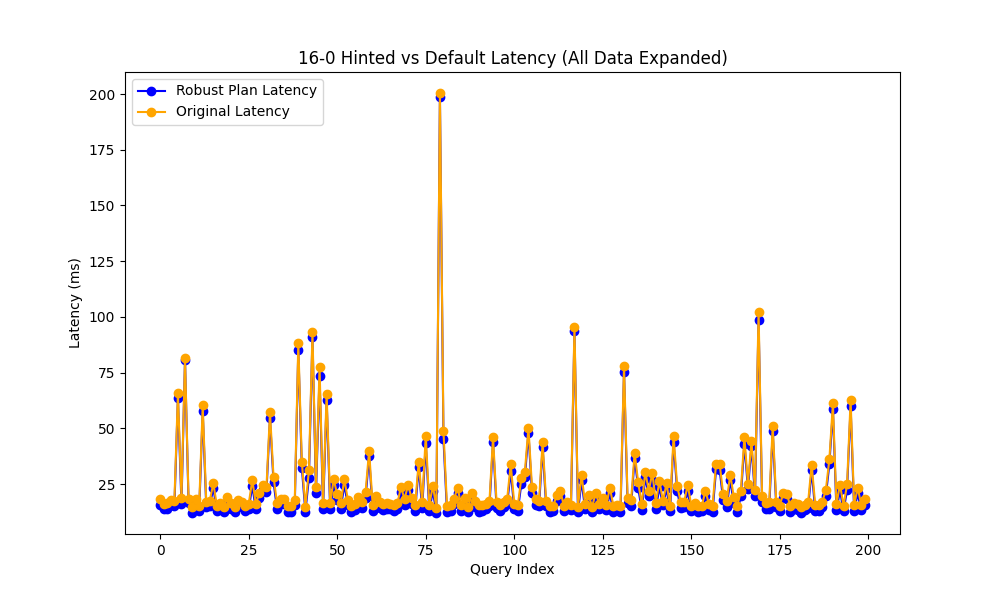 16-0 Hinted vs Default Latency (All Data Expanded)
Robust Plan Latency
Original Latency
Latency (ms)
200
175
150
125
100
75
50
25
0 25 50 75 100 125 150 175 200
Query Index